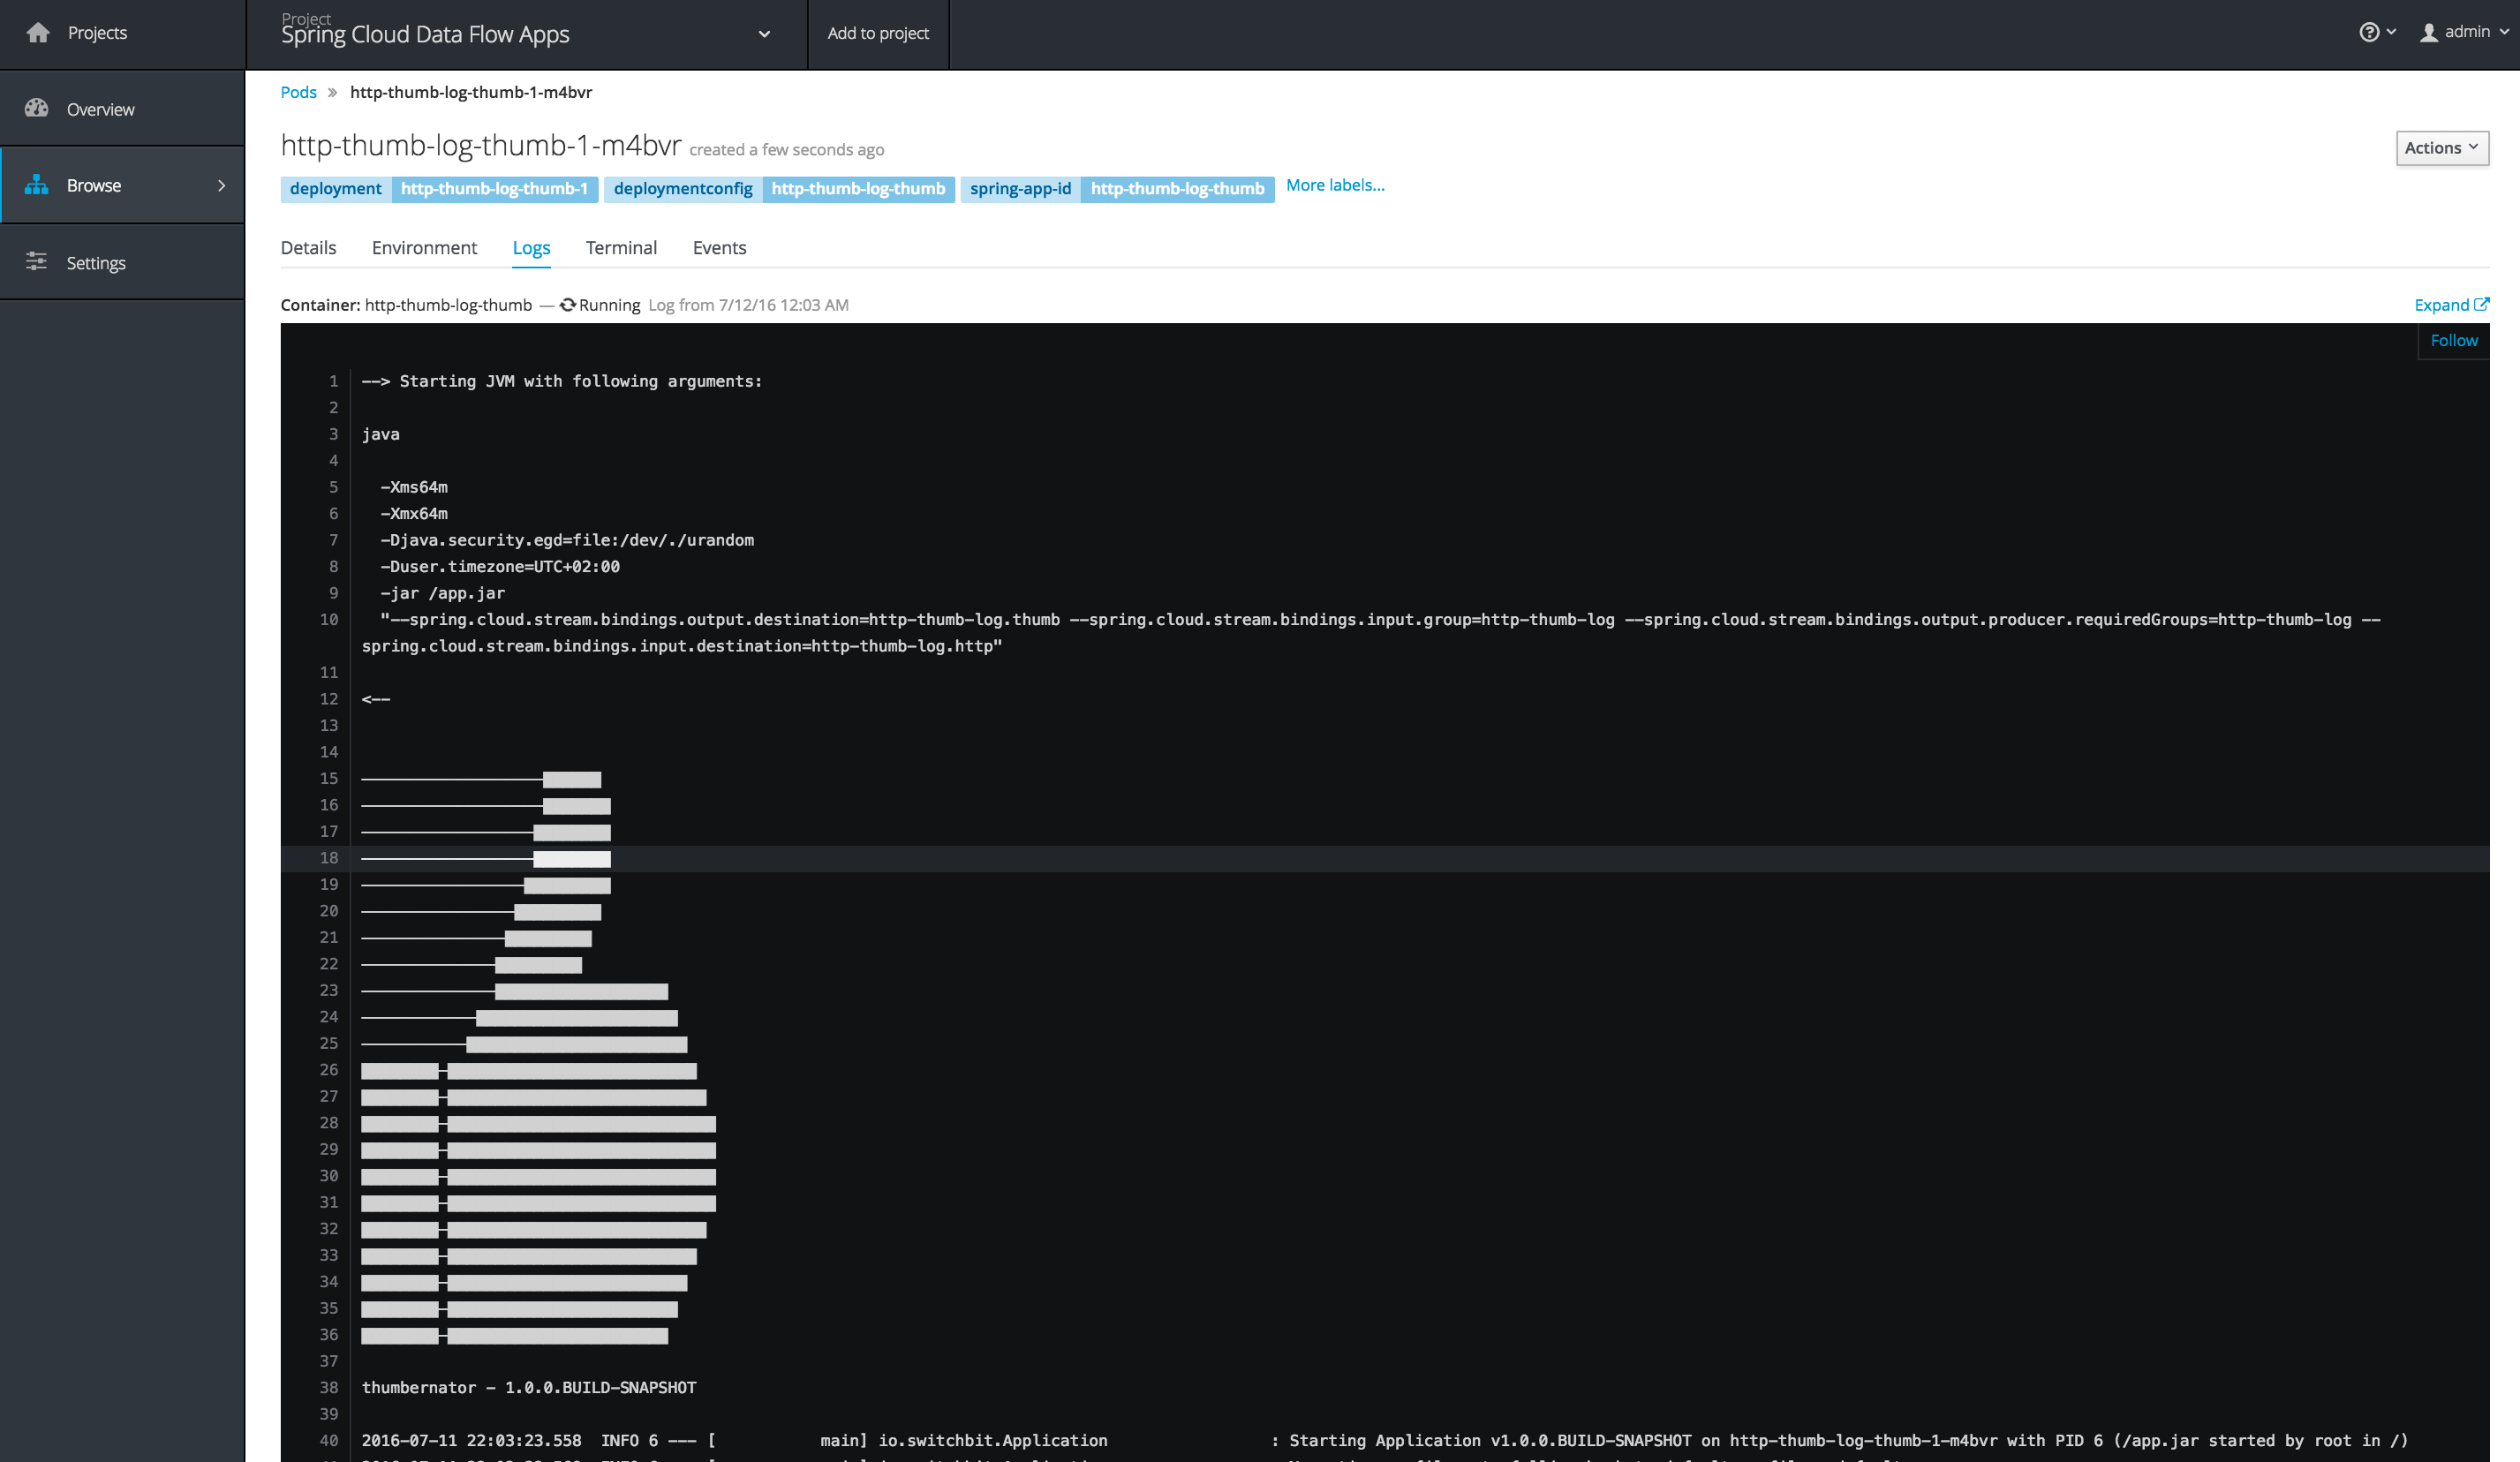 Projects
Project
Spring Cloud Data Flow Apps
Add to project
admin
Overview
Browse
Settings
Pods » http-thumb-log-thumb-1-m4bvr
http-thumb-log-thumb-1-m4bvr created a few seconds ago
Actions
deployment http-thumb-log-thumb-1 deploymentconfig http-thumb-log-thumb spring-app-id http-thumb-log-thumb More labels...
Details Environment Logs Terminal Events
Container: http-thumb-log-thumb — Running Log from 7/12/16 12:03 AM
Expand
Follow
1 --> Starting JVM with following arguments:
2
3 java
4
5 -Xms64m
6 -Xmx64m
7 -Djava.security.egd=file:/dev/./urandom
8 -Duser.timezone=UTC+02:00
9 -jar /app.jar
10 "--spring.cloud.stream.bindings.output.destination=http-thumb-log.thumb --spring.cloud.stream.bindings.input.group=http-thumb-log --spring.cloud.stream.bindings.output.producer.requiredGroups=http-thumb-log --
spring.cloud.stream.bindings.input.destination=http-thumb-log.http"
11
12 <--
13
14
15
16
17
18
19
20
21
22
23
24
25
26
27
28
29
30
31
32
33
34
35
36
37
38 thumbernator - 1.0.0.BUILD-SNAPSHOT
39
40 2016-07-11 22:03:23.558 INFO 6 --- [ main] io.switchbit.Application : Starting Application v1.0.0.BUILD-SNAPSHOT on http-thumb-log-thumb-1-m4bvr with PID 6 (/app.jar started by root in /)